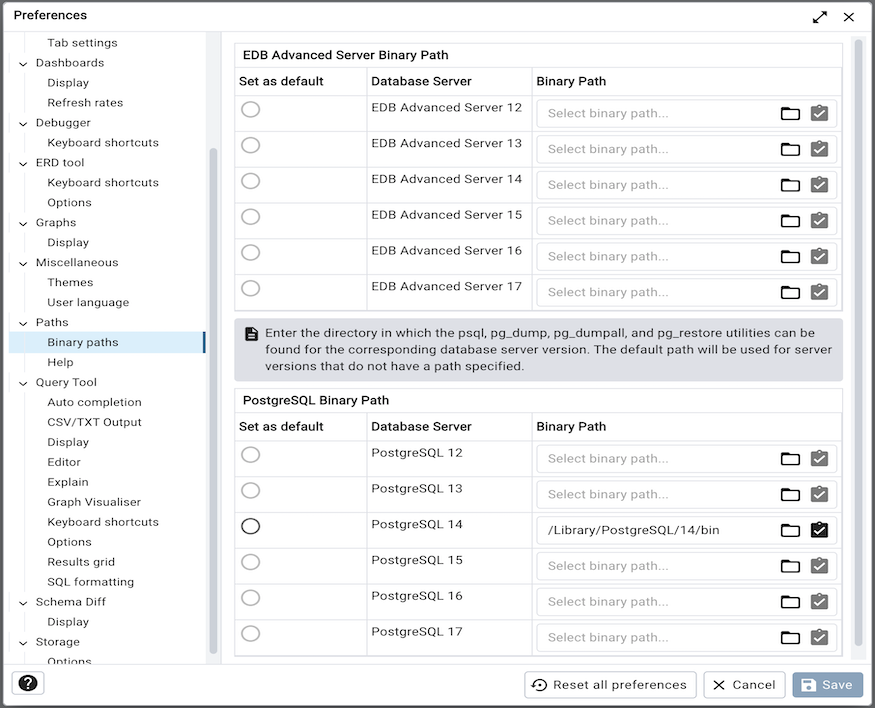 Preferences
Tab settings
Dashboards
Display
Refresh rates
Debugger
Keyboard shortcuts
ERD tool
Keyboard shortcuts
Options
Graphs
Display
Miscellaneous
Themes
User language
Paths
Binary paths
Help
Query Tool
Auto completion
CSV/TXT Output
Display
Editor
Explain
Graph Visualiser
Keyboard shortcuts
Options
Results grid
SQL formatting
Schema Diff
Display
Storage
Options
EDB Advanced Server Binary Path
Set as default Database Server Binary Path
EDB Advanced Server 12 Select binary path...
EDB Advanced Server 13 Select binary path...
EDB Advanced Server 14 Select binary path...
EDB Advanced Server 15 Select binary path...
EDB Advanced Server 16 Select binary path...
EDB Advanced Server 17 Select binary path...
Enter the directory in which the psql, pg_dump, pg_dumpall, and pg_restore utilities can be
found for the corresponding database server version. The default path will be used for server
versions that do not have a path specified.
PostgreSQL Binary Path
Set as default Database Server Binary Path
PostgreSQL 12 Select binary path...
PostgreSQL 13 Select binary path...
PostgreSQL 14 /Library/PostgreSQL/14/bin
PostgreSQL 15 Select binary path...
PostgreSQL 16 Select binary path...
PostgreSQL 17 Select binary path...
? Reset all preferences Cancel Save